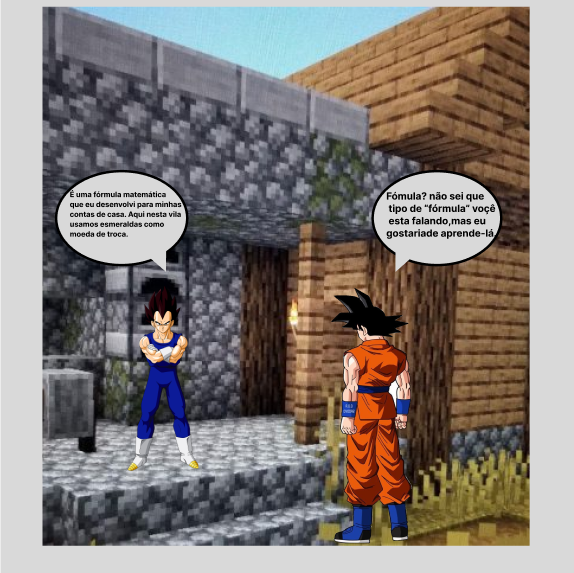 É uma fórmula matemática
que eu desenvolvi para minhas
contas de casa. Aqui nesta vila
usamos esmeraldas como
moeda de troca.
Fómula? não sei que
tipo de "fórmula" voçê
esta falando,mas eu
gostariade aprende-lá.